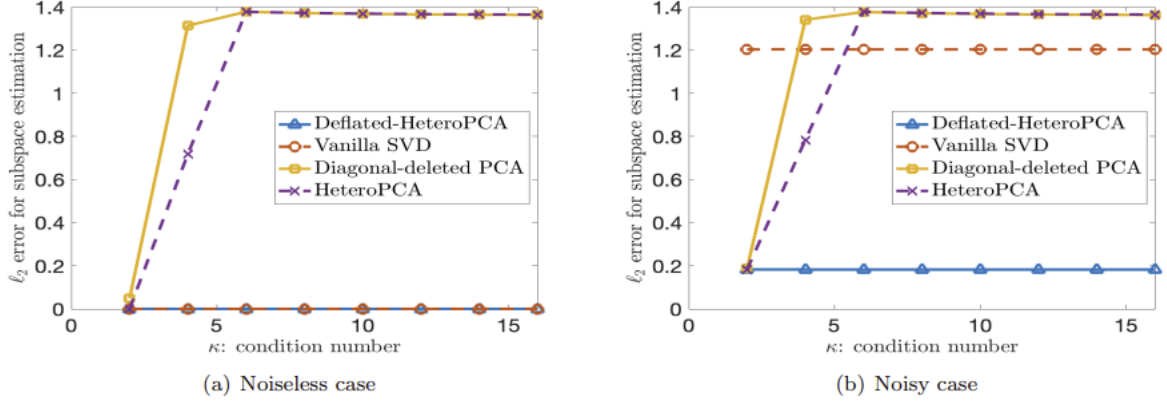 1.4
1.2
1
0.8
0.6
0.4
0.2
0
ℓ₂ error for subspace estimation
Deflated-HeteroPCA
Vanilla SVD
Diagonal-deleted PCA
HeteroPCA
0 5 10 15
κ: condition number
(a) Noiseless case
1.4
1.2
1
0.8
0.6
0.4
0.2
0
ℓ₂ error for subspace estimation
Deflated-HeteroPCA
Vanilla SVD
Diagonal-deleted PCA
HeteroPCA
0 5 10 15
κ: condition number
(b) Noisy case